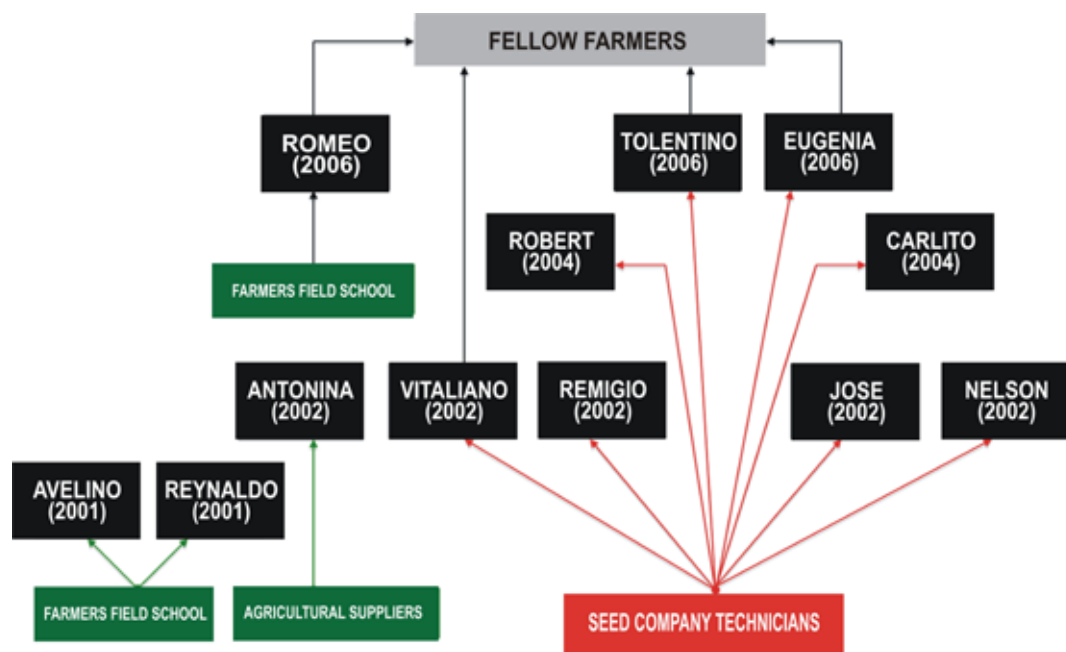 FELLOW FARMERS
ROMEO
(2006)
TOLENTINO
(2006)
EUGENIA
(2006)
ROBERT
(2004)
CARLITO
(2004)
FARMERS FIELD SCHOOL
ANTONINA
(2002)
VITALIANO
(2002)
REMIGIO
(2002)
JOSE
(2002)
NELSON
(2002)
AVELINO
(2001)
REYNALDO
(2001)
FARMERS FIELD SCHOOL
AGRICULTURAL SUPPLIERS
SEED COMPANY TECHNICIANS